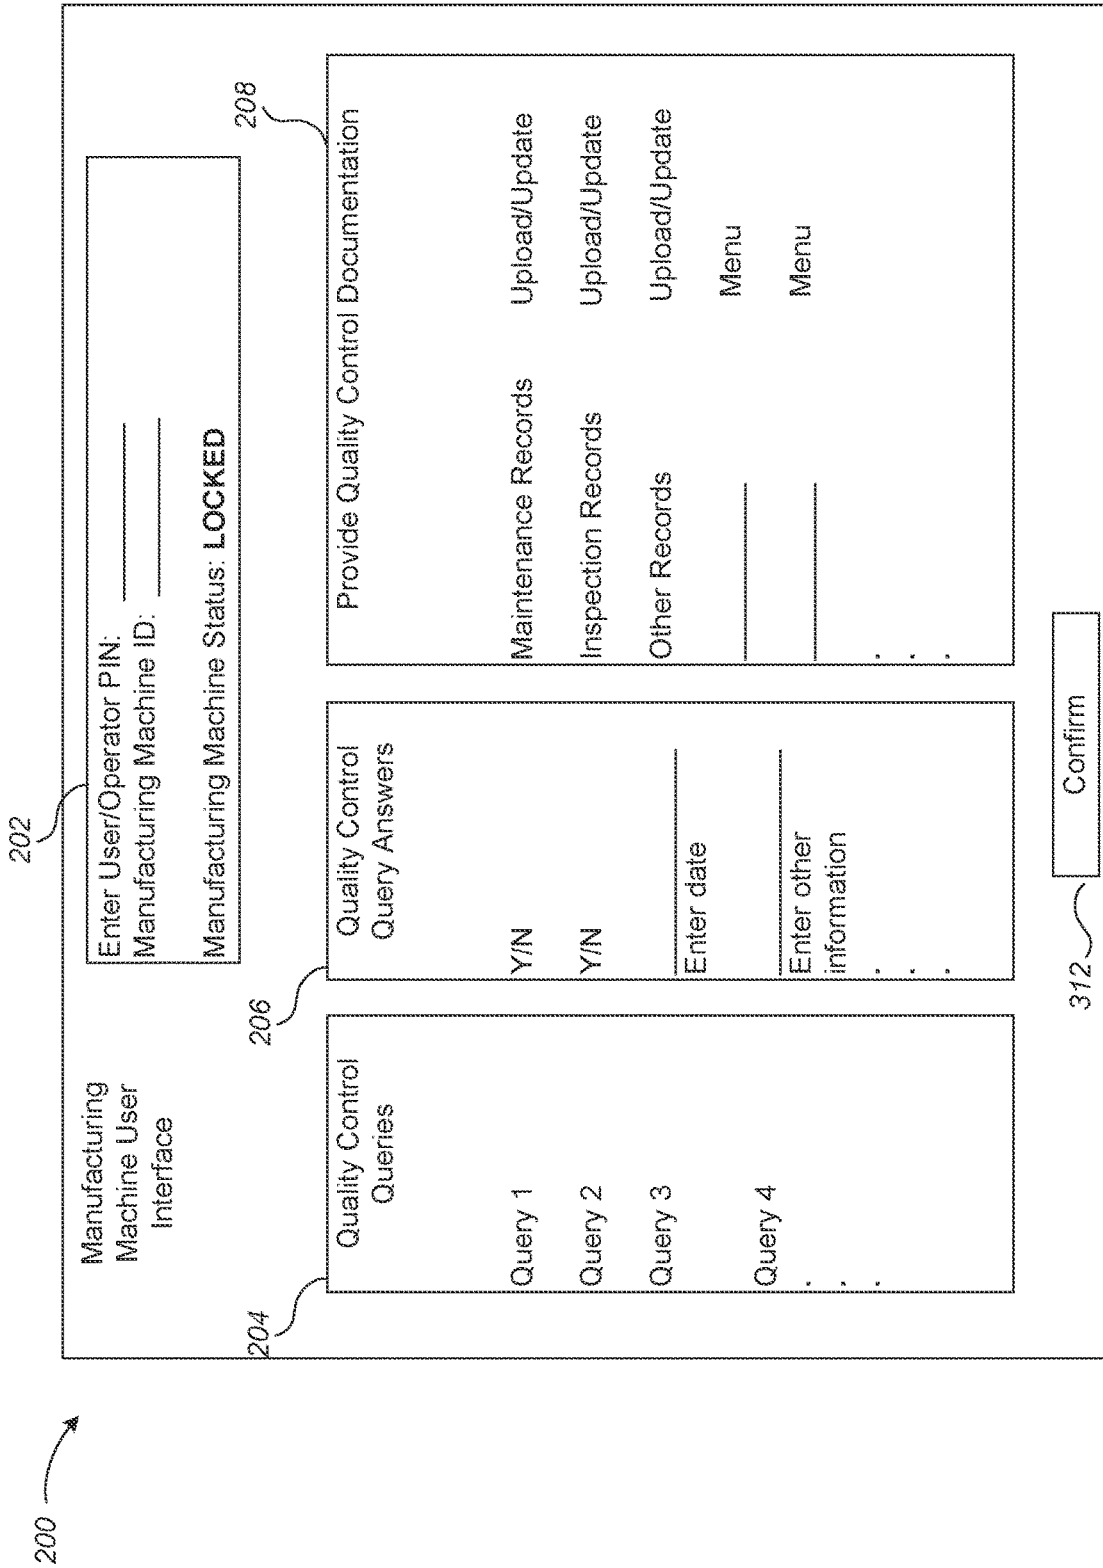 200
Manufacturing
Machine User
Interface
202
Enter User/Operator PIN:
Manufacturing Machine ID:
Manufacturing Machine Status: LOCKED
204
Quality Control
Queries
Query 1
Query 2
Query 3
Query 4
.
.
.
206
Quality Control
Query Answers
Y/N
Y/N
Enter date
Enter other
information
.
.
.
208
Provide Quality Control Documentation
Maintenance Records Upload/Update
Inspection Records Upload/Update
Other Records Upload/Update
Menu
Menu
.
.
.
312
Confirm